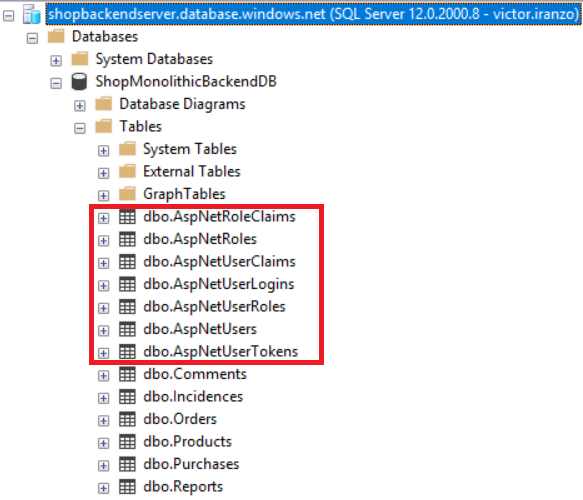 shopbackendserver.database.windows.net (SQL Server 12.0.2000.8 - victor.iranzo)
Databases
System Databases
ShopMonolithicBackendDB
Database Diagrams
Tables
System Tables
External Tables
GraphTables
dbo.AspNetRoleClaims
dbo.AspNetRoles
dbo.AspNetUserClaims
dbo.AspNetUserLogins
dbo.AspNetUserRoles
dbo.AspNetUsers
dbo.AspNetUserTokens
dbo.Comments
dbo.Incidences
dbo.Orders
dbo.Products
dbo.Purchases
dbo.Reports